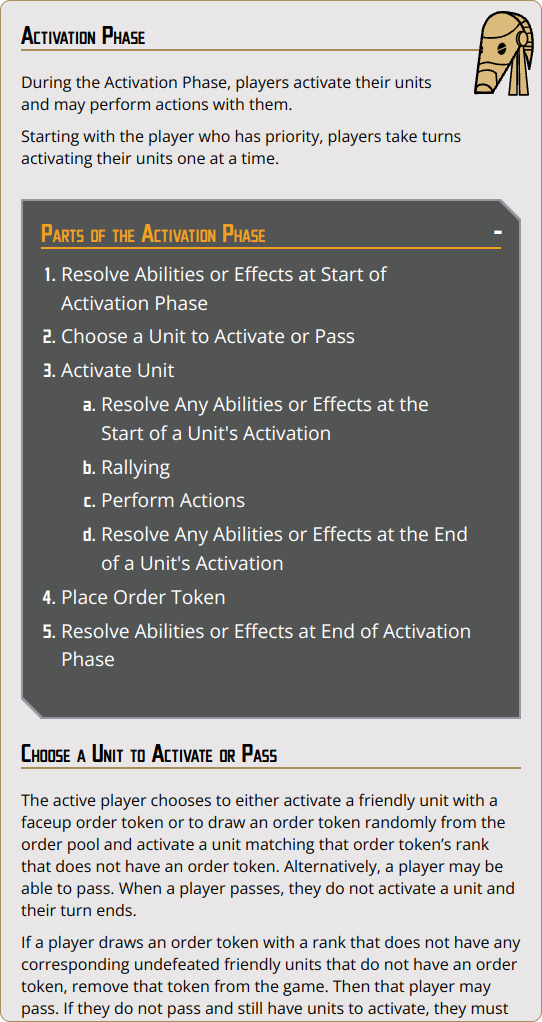 Activation Phase
During the Activation Phase, players activate their units
and may perform actions with them.
Starting with the player who has priority, players take turns
activating their units one at a time.
Parts of the Activation Phase -
1. Resolve Abilities or Effects at Start of
Activation Phase
2. Choose a Unit to Activate or Pass
3. Activate Unit
a. Resolve Any Abilities or Effects at the
Start of a Unit's Activation
b. Rallying
c. Perform Actions
d. Resolve Any Abilities or Effects at the End
of a Unit's Activation
4. Place Order Token
5. Resolve Abilities or Effects at End of Activation
Phase
Choose a Unit to Activate or Pass
The active player chooses to either activate a friendly unit with a
faceup order token or to draw an order token randomly from the
order pool and activate a unit matching that order token’s rank
that does not have an order token. Alternatively, a player may be
able to pass. When a player passes, they do not activate a unit and
their turn ends.
If a player draws an order token with a rank that does not have any
corresponding undefeated friendly units that do not have an order
token, remove that token from the game. Then that player may
pass. If they do not pass and still have units to activate, they must